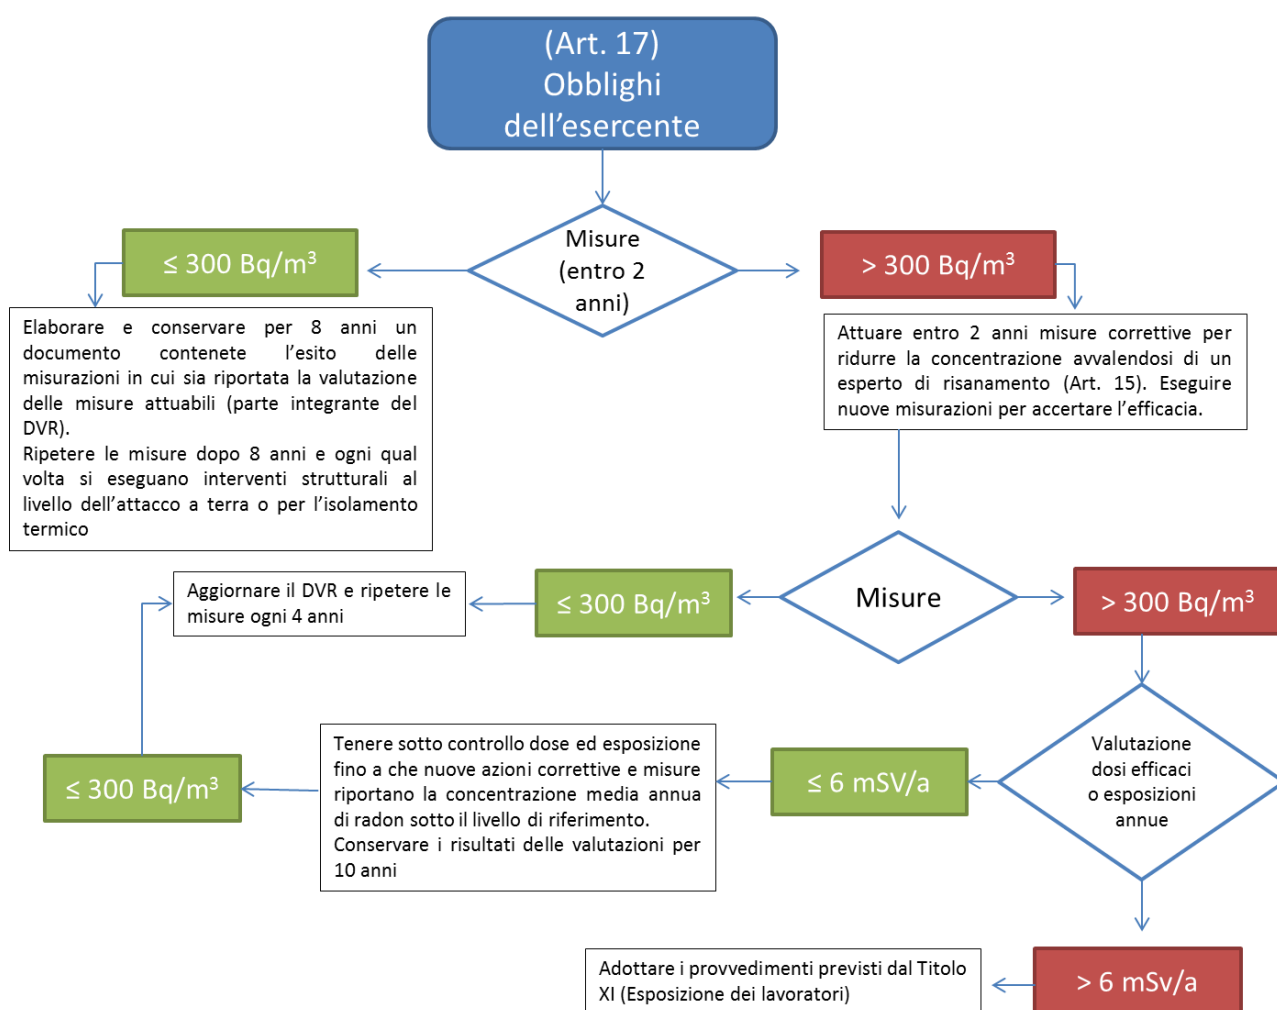 (Art. 17)
Obblighi
dell'esercente
Misure
(entro 2
anni)
≤ 300 Bq/m³
> 300 Bq/m³
Elaborare e conservare per 8 anni un
documento contenete l'esito delle
misurazioni in cui sia riportata la valutazione
delle misure attuabili (parte integrante del
DVR).
Ripetere le misure dopo 8 anni e ogni qual
volta si eseguano interventi strutturali al
livello dell'attacco a terra o per l'isolamento
termico
Attuare entro 2 anni misure correttive per
ridurre la concentrazione avvalendosi di un
esperto di risanamento (Art. 15). Eseguire
nuove misurazioni per accertare l'efficacia.
Misure
≤ 300 Bq/m³
> 300 Bq/m³
Aggiornare il DVR e ripetere le
misure ogni 4 anni
Valutazione
dosi efficaci
o esposizioni
annue
≤ 6 mSV/a
Tenere sotto controllo dose ed esposizione
fino a che nuove azioni correttive e misure
riportano la concentrazione media annua
di radon sotto il livello di riferimento.
Conservare i risultati delle valutazioni per
10 anni
≤ 300 Bq/m³
> 6 mSv/a
Adottare i provvedimenti previsti dal Titolo
XI (Esposizione dei lavoratori)